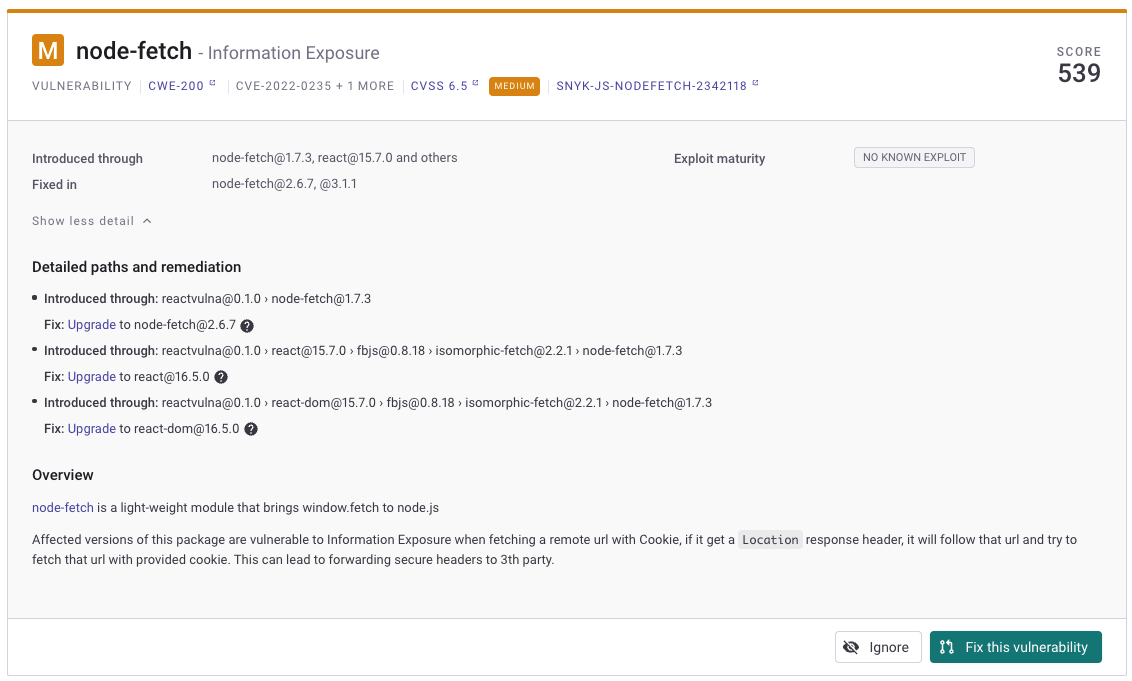 M node-fetch - Information Exposure
SCORE
539
VULNERABILITY CWE-200 CVE-2022-0235 + 1 MORE CVSS 6.5 MEDIUM SNYK-JS-NODEFETCH-2342118
Introduced through node-fetch@1.7.3, react@15.7.0 and others Exploit maturity NO KNOWN EXPLOIT
Fixed in node-fetch@2.6.7, @3.1.1
Show less detail
Detailed paths and remediation
• Introduced through: reactvulna@0.1.0 › node-fetch@1.7.3
Fix: Upgrade to node-fetch@2.6.7 ?
• Introduced through: reactvulna@0.1.0 › react@15.7.0 › fbjs@0.8.18 › isomorphic-fetch@2.2.1 › node-fetch@1.7.3
Fix: Upgrade to react@16.5.0 ?
• Introduced through: reactvulna@0.1.0 › react-dom@15.7.0 › fbjs@0.8.18 › isomorphic-fetch@2.2.1 › node-fetch@1.7.3
Fix: Upgrade to react-dom@16.5.0 ?
Overview
node-fetch is a light-weight module that brings window.fetch to node.js
Affected versions of this package are vulnerable to Information Exposure when fetching a remote url with Cookie, if it get a Location response header, it will follow that url and try to
fetch that url with provided cookie. This can lead to forwarding secure headers to 3th party.
Ignore Fix this vulnerability